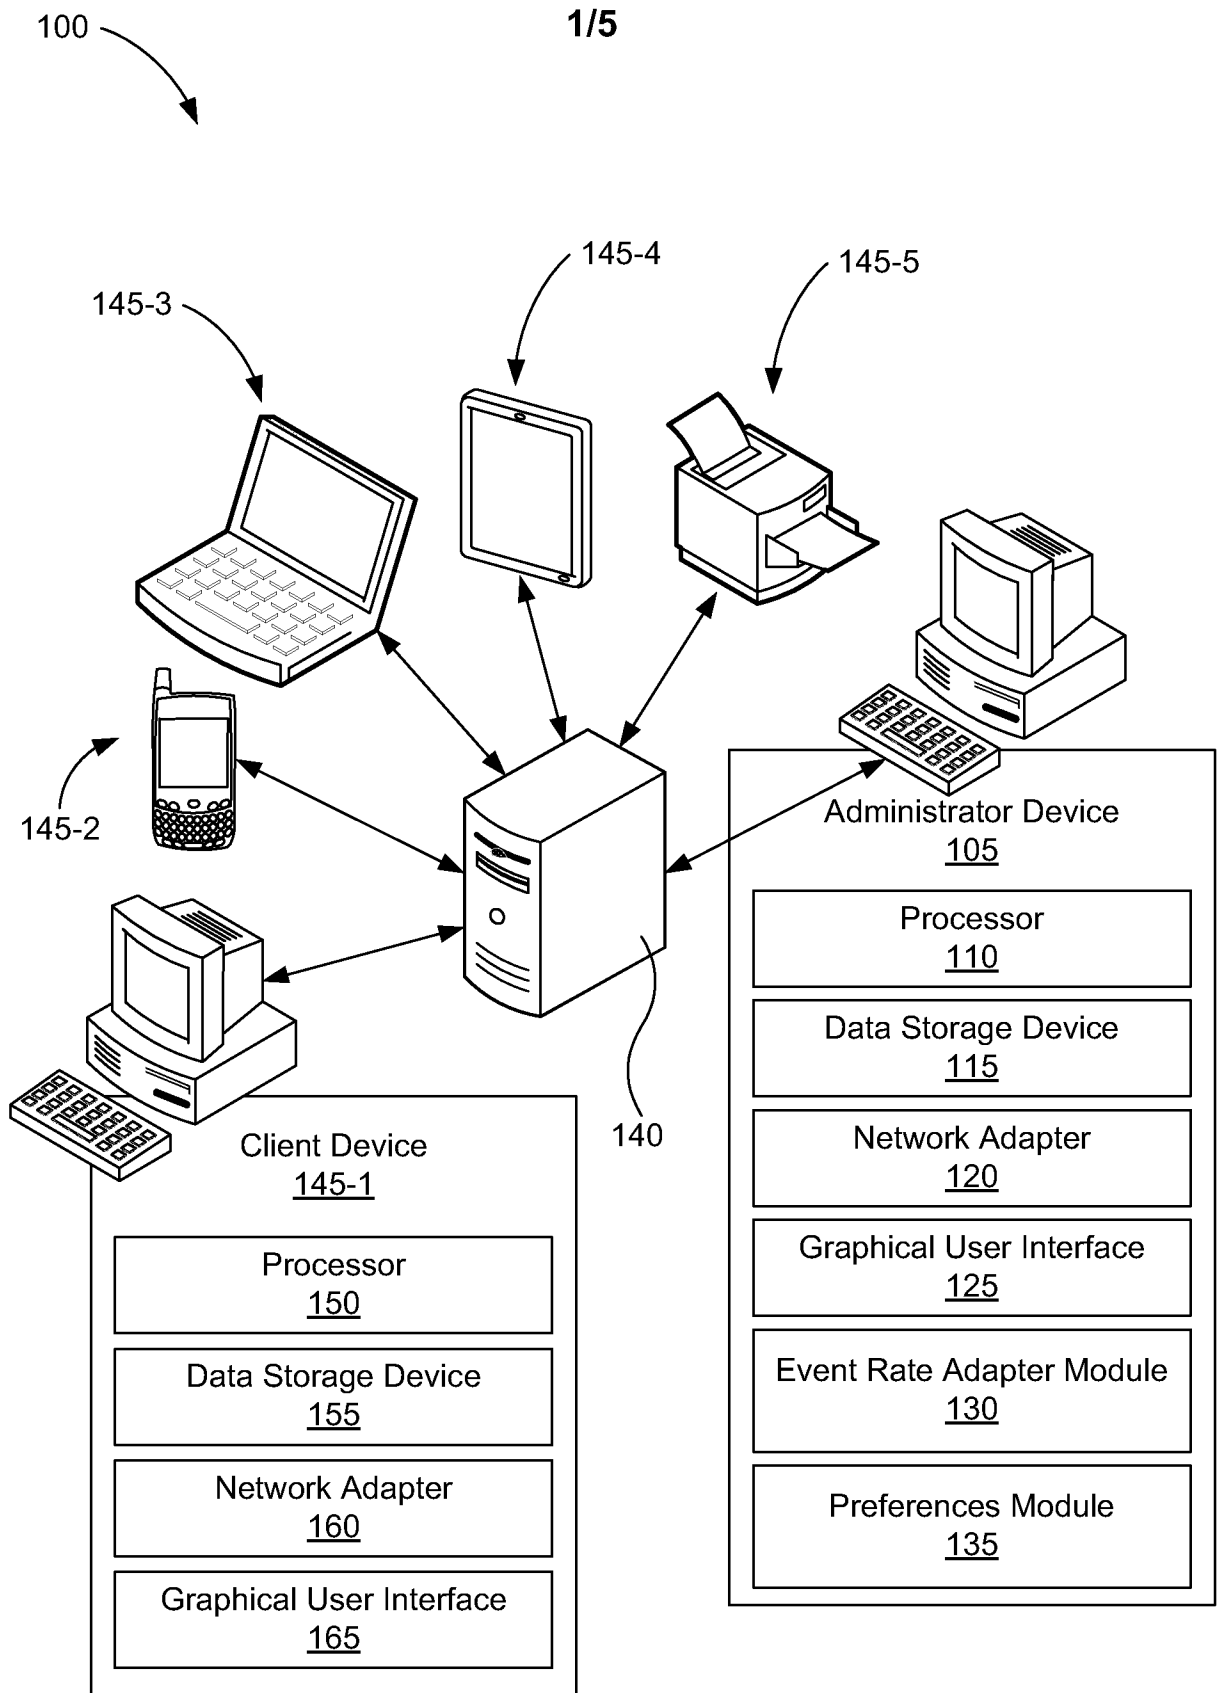 100
1/5
145-4
145-5
145-3
145-2
Administrator Device
105
Processor
110
Data Storage Device
115
Network Adapter
120
Graphical User Interface
125
Event Rate Adapter Module
130
Preferences Module
135
140
Client Device
145-1
Processor
150
Data Storage Device
155
Network Adapter
160
Graphical User Interface
165